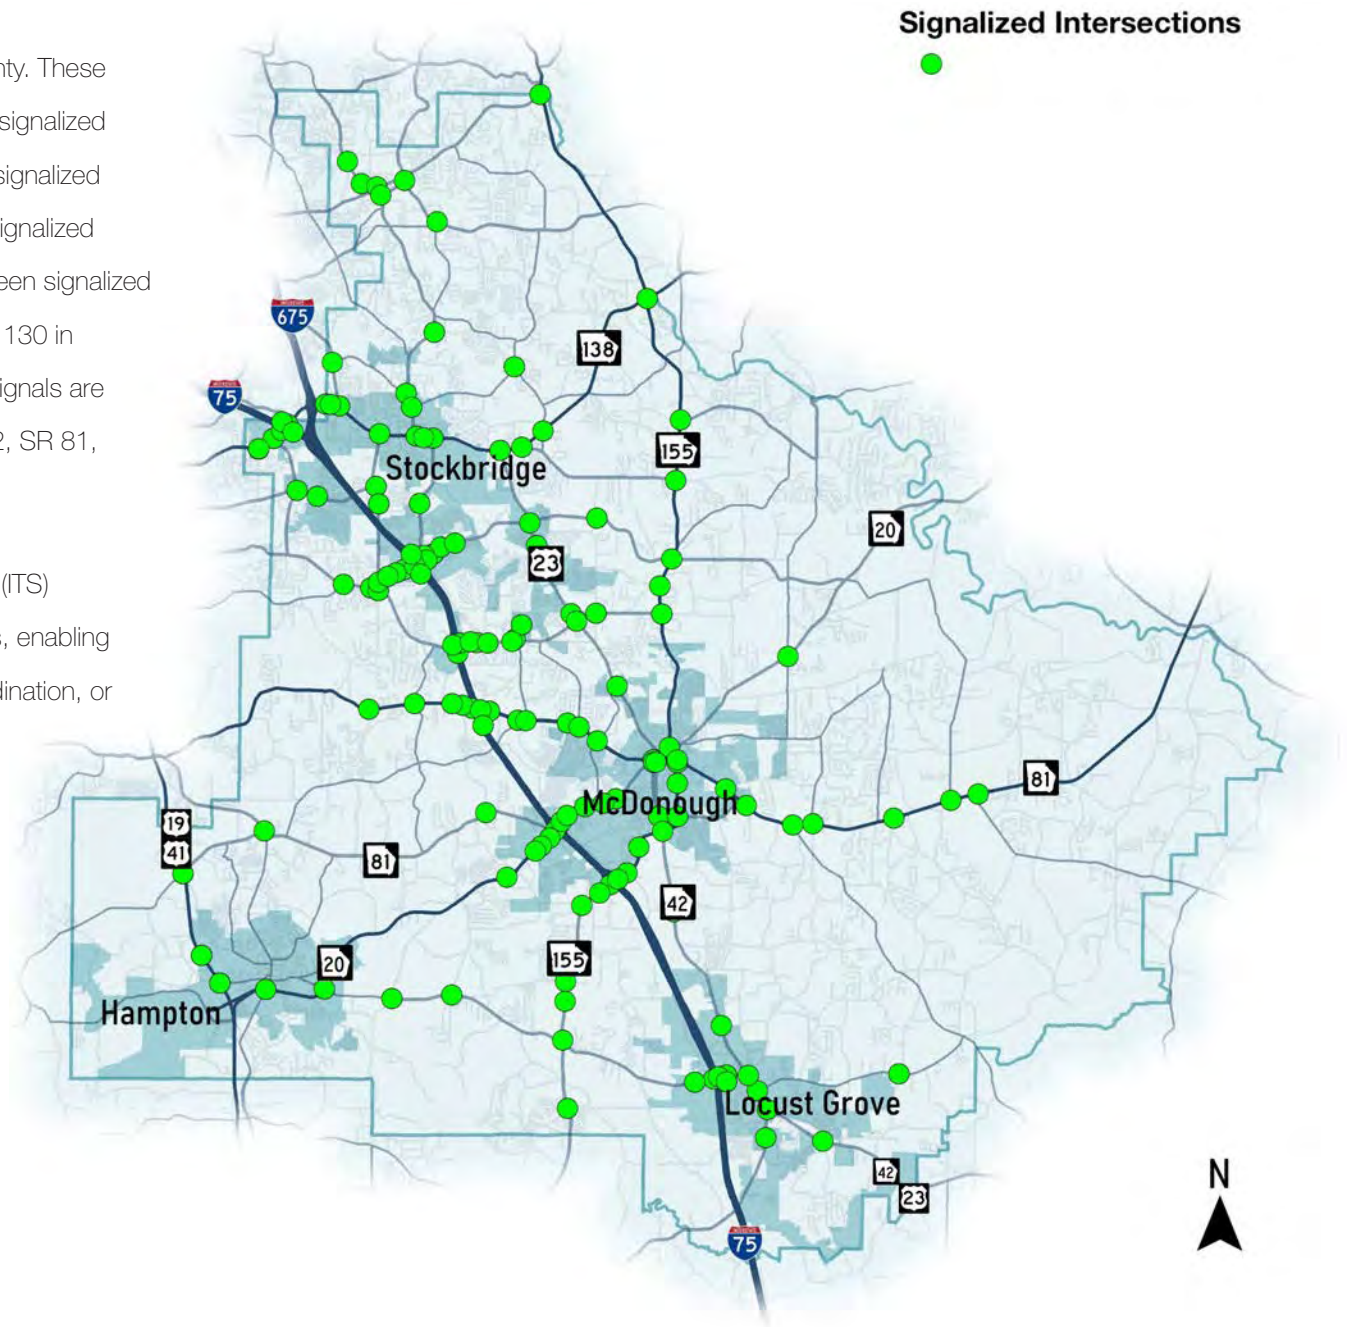 Signalized Intersections
nty. These
signalized
signalized
ignalized
een signalized
130 in
ignals are
2, SR 81,
(ITS)
s, enabling
dination, or
675
75
138
Stockbridge
155
20
23
81
McDonough
19
41
81
42
20
155
Hampton
Locust Grove
42
23
75
N